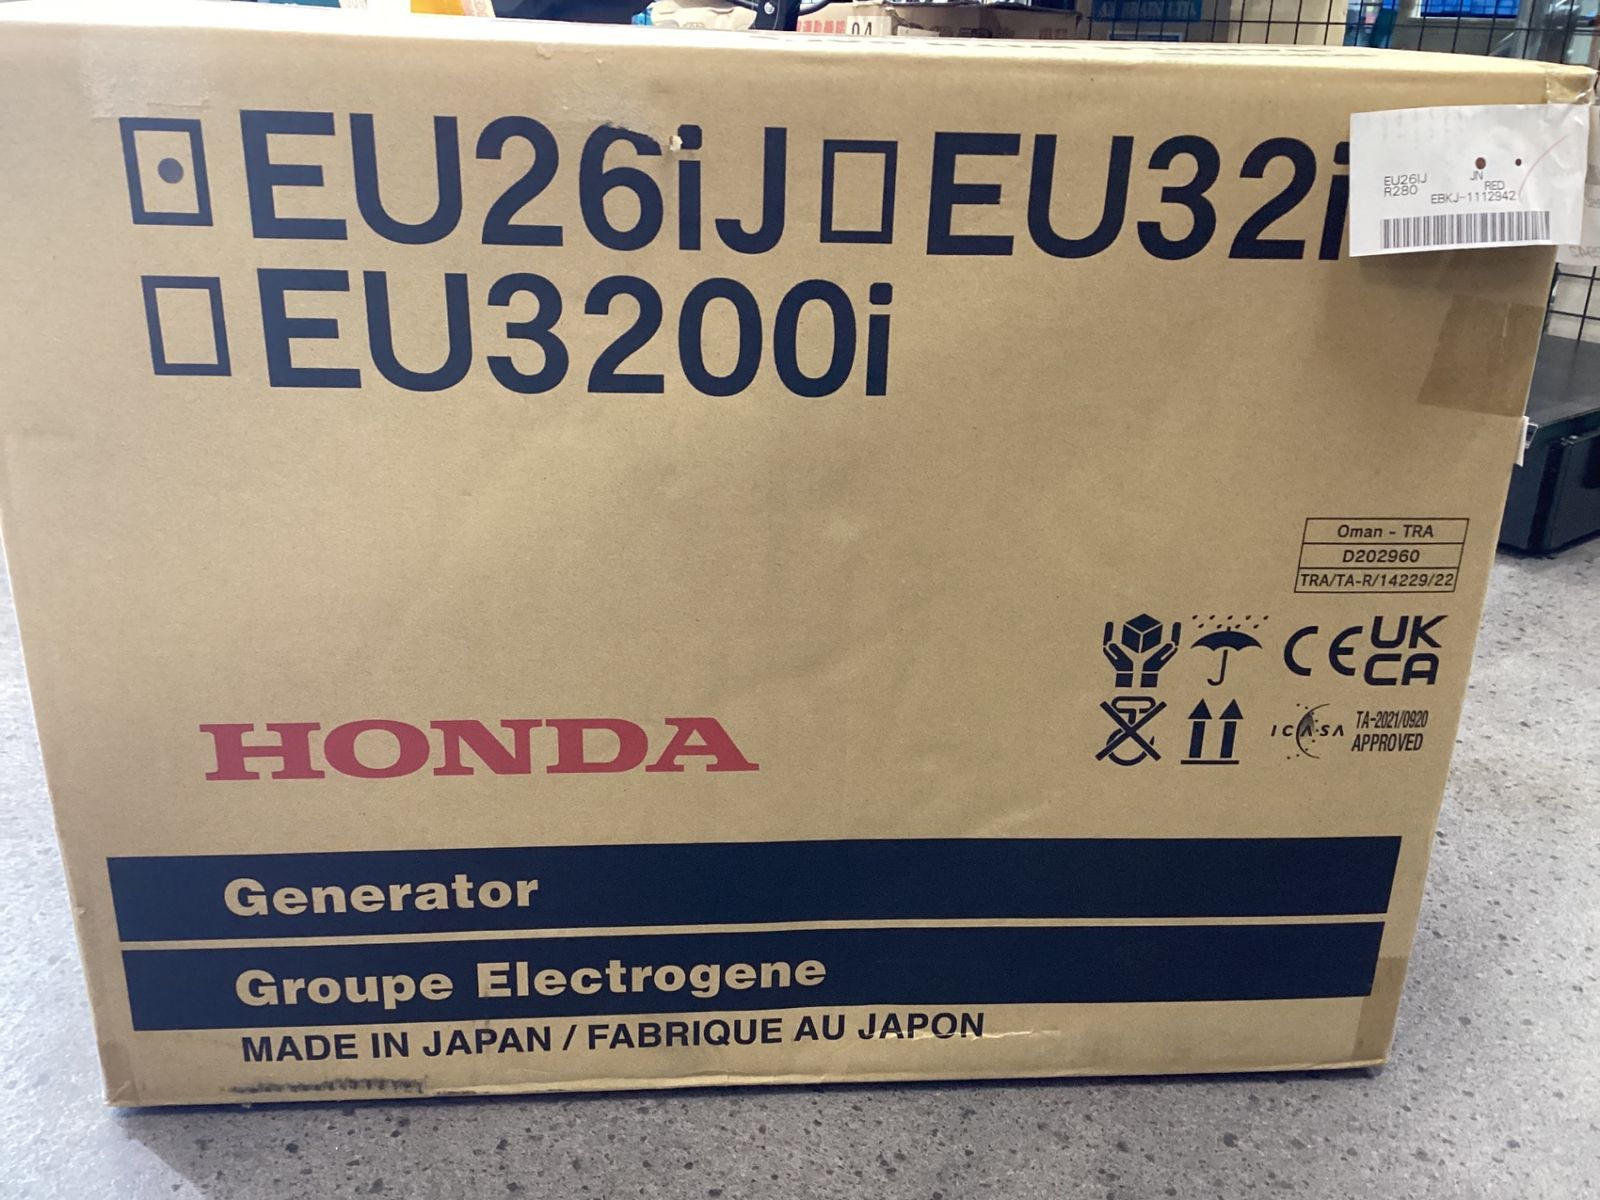 EU26iJ EU32i
EU3200i
EU26IJ JN
R280 RED
EBKJ-1112942
Oman - TRA
D202960
TRA/TA-R/14229/22
CE UK
CA
ICASA TA-2021/0920
APPROVED
HONDA
Generator
Groupe Electrogene
MADE IN JAPAN / FABRIQUE AU JAPON